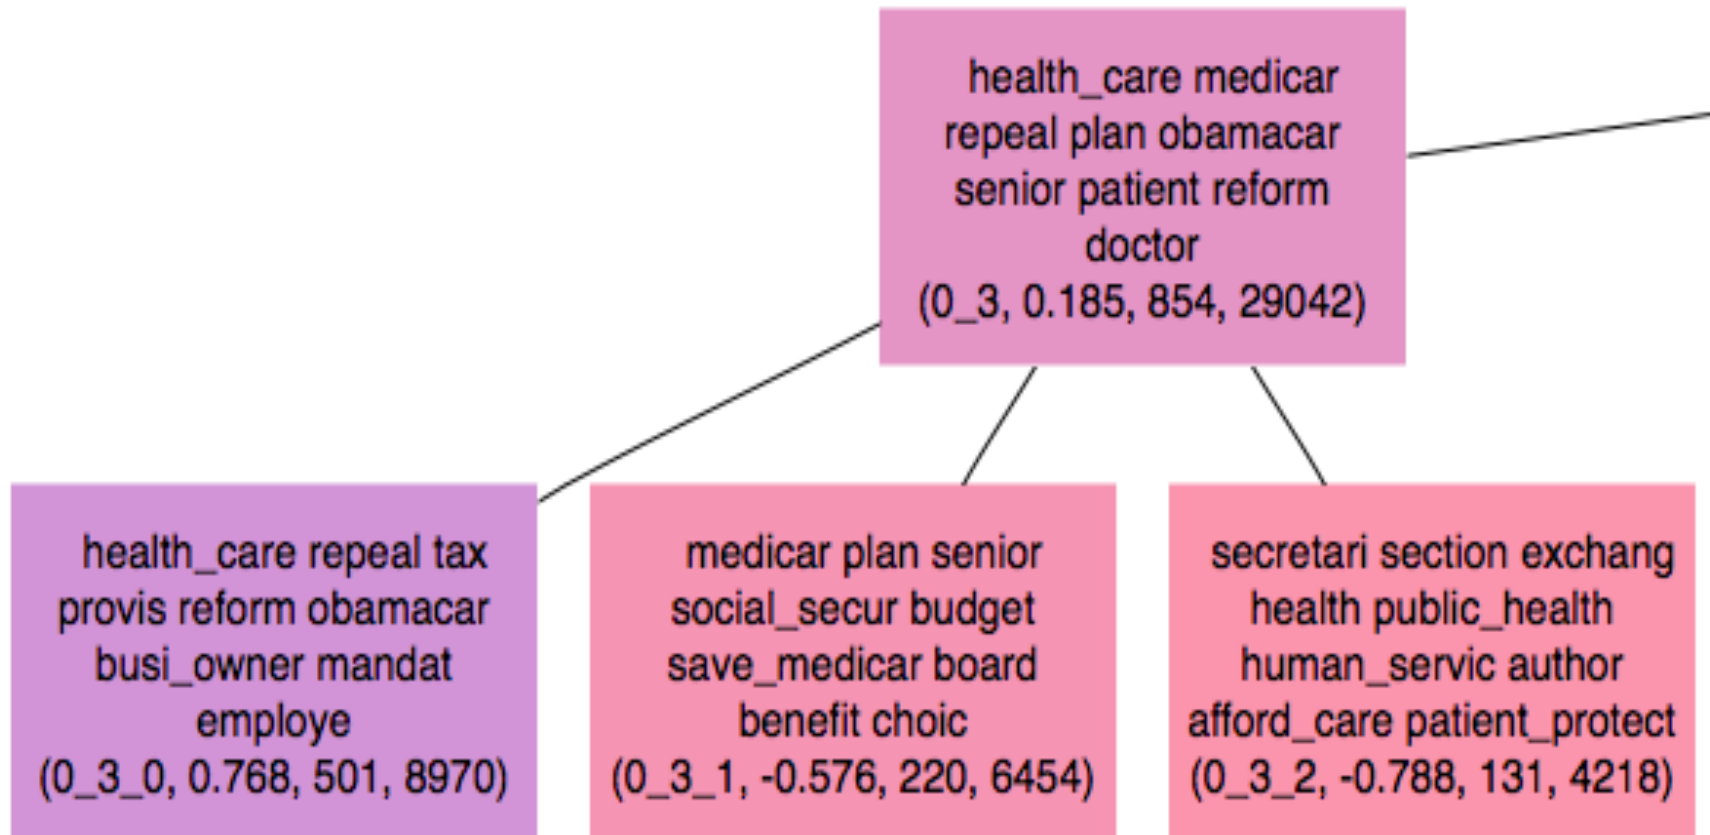 health_care medicar
repeal plan obamacar
senior patient reform
doctor
(0_3, 0.185, 854, 29042)
health_care repeal tax
provis reform obamacar
busi_owner mandat
employe
(0_3_0, 0.768, 501, 8970)
medicar plan senior
social_secur budget
save_medicar board
benefit choic
(0_3_1, -0.576, 220, 6454)
secretari section exchang
health public_health
human_servic author
afford_care patient_protect
(0_3_2, -0.788, 131, 4218)